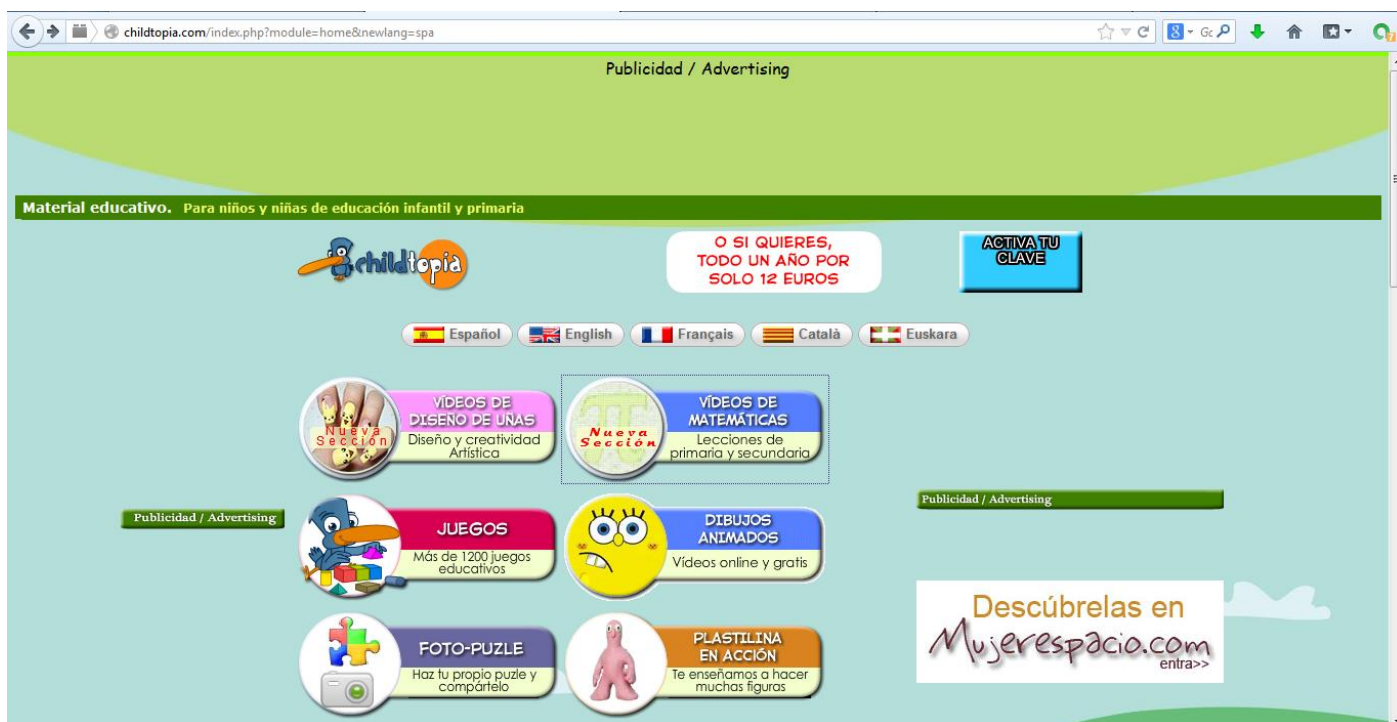 childtopia.com/index.php?module=home&newlang=spa
Publicidad / Advertising
Material educativo. Para niños y niñas de educación infantil y primaria
childtopia
O SI QUIERES,
TODO UN AÑO POR
SOLO 12 EUROS
ACTIVA TU
CLAVE
Español
English
Français
Català
Euskara
Nueva
Sección
VÍDEOS DE
DISEÑO DE UÑAS
Diseño y creatividad
Artística
Nueva
Sección
VÍDEOS DE
MATEMÁTICAS
Lecciones de
primaria y secundaria
Publicidad / Advertising
Publicidad / Advertising
JUEGOS
Más de 1200 juegos
educativos
DIBUJOS
ANIMADOS
Vídeos online y gratis
Descúbrelas en
Mujerespacio.com
entra>>
FOTO-PUZLE
Haz tu propio puzle y
compártelo
PLASTILINA
EN ACCIÓN
Te enseñamos a hacer
muchas figuras